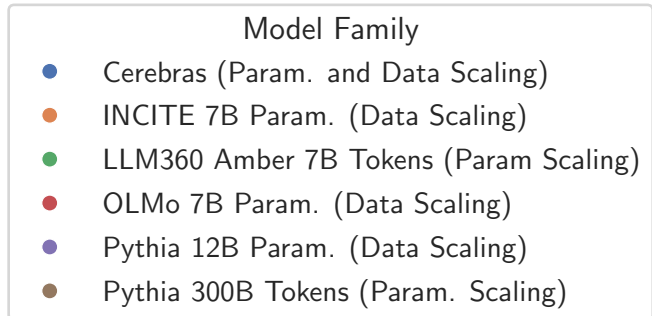 Model Family
Cerebras (Param. and Data Scaling)
INCITE 7B Param. (Data Scaling)
LLM360 Amber 7B Tokens (Param Scaling)
OLMo 7B Param. (Data Scaling)
Pythia 12B Param. (Data Scaling)
Pythia 300B Tokens (Param. Scaling)